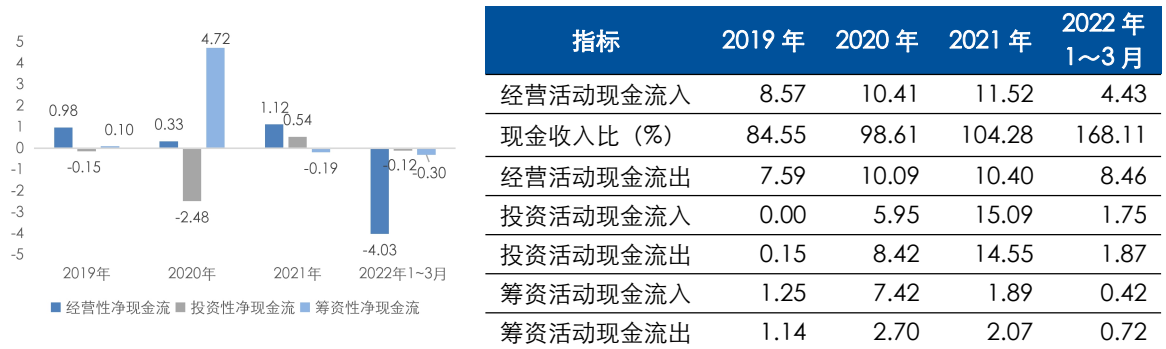 5
4
3
2
1
0
-1
-2
-3
-4
-5
0.98
-0.15
0.10
0.33
-2.48
4.72
1.12
0.54
-0.19
-4.03
-0.12
-0.30
2019年 2020年 2021年 2022年1~3月
经营性净现金流 投资性净现金流 筹资性净现金流
指标 2019 年 2020 年 2021 年 2022 年
1～3 月
经营活动现金流入 8.57 10.41 11.52 4.43
现金收入比（%） 84.55 98.61 104.28 168.11
经营活动现金流出 7.59 10.09 10.40 8.46
投资活动现金流入 0.00 5.95 15.09 1.75
投资活动现金流出 0.15 8.42 14.55 1.87
筹资活动现金流入 1.25 7.42 1.89 0.42
筹资活动现金流出 1.14 2.70 2.07 0.72